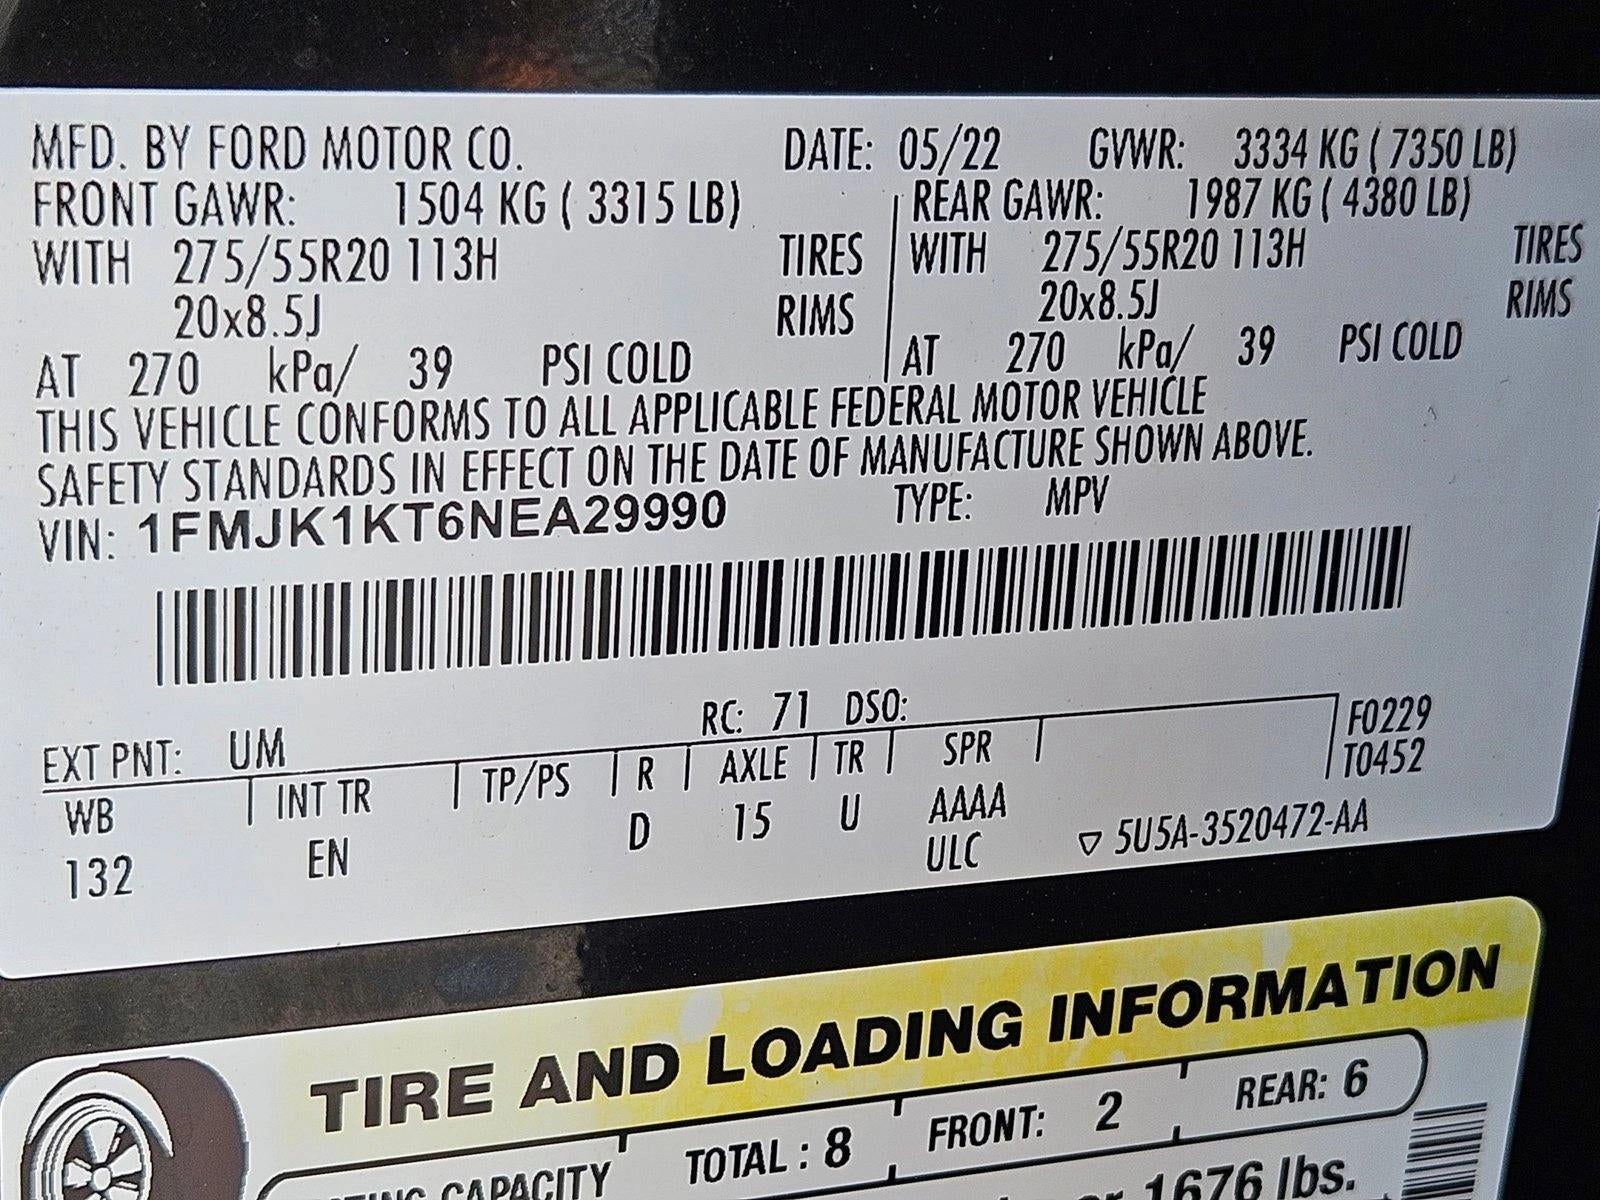 MFD. BY FORD MOTOR CO. DATE: 05/22 GVWR: 3334 KG ( 7350 LB)
FRONT GAWR: 1504 KG ( 3315 LB) REAR GAWR: 1987 KG ( 4380 LB)
WITH 275/55R20 113H TIRES WITH 275/55R20 113H TIRES
20x8.5J RIMS 20x8.5J RIMS
AT 270 kPa/ 39 PSI COLD AT 270 kPa/ 39 PSI COLD
THIS VEHICLE CONFORMS TO ALL APPLICABLE FEDERAL MOTOR VEHICLE
SAFETY STANDARDS IN EFFECT ON THE DATE OF MANUFACTURE SHOWN ABOVE.
VIN: 1FMJK1KT6NEA29990 TYPE: MPV
EXT PNT: UM RC: 71 DSO:
WB INT TR TP/PS R AXLE TR SPR F0229
T0452
132 EN D 15 U AAAA
ULC ▽ 5U5A-3520472-AA
TIRE AND LOADING INFORMATION
CAPACITY TOTAL : 8 FRONT: 2 REAR: 6
1676 lbs.